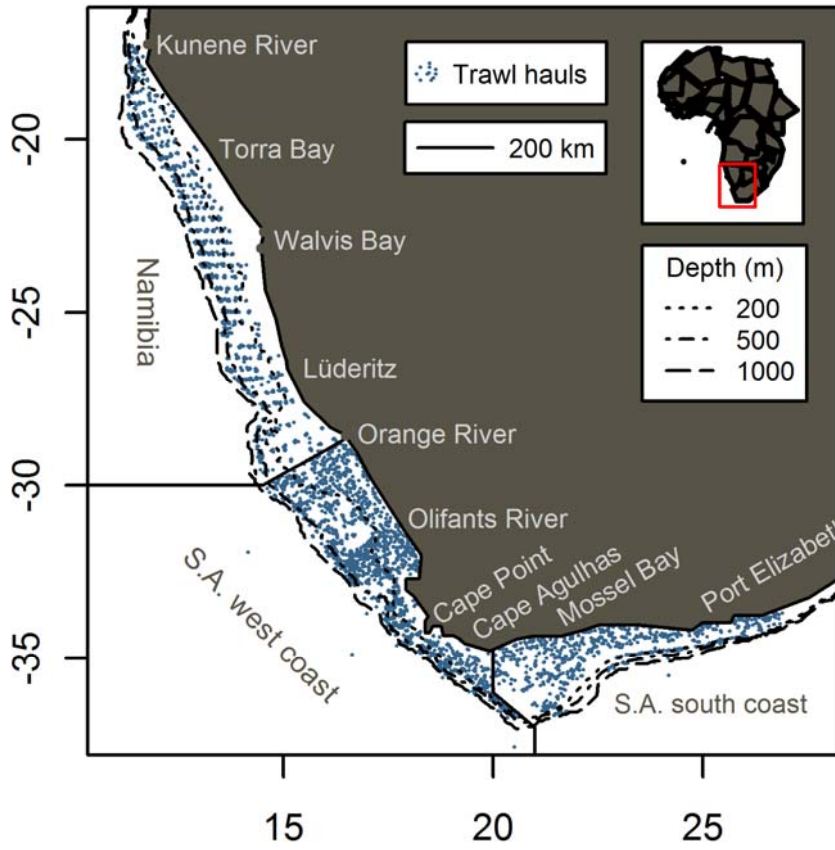 Kunene River
Trawl hauls
-20
Torra Bay
200 km
Walvis Bay
Depth (m)
200
500
1000
Namibia
-25
Lüderitz
Orange River
-30
Olifants River
S.A. west coast
Cape Point
Cape Agulhas
Mossel Bay
Port Elizabet
-35
S.A. south coast
15
20
25